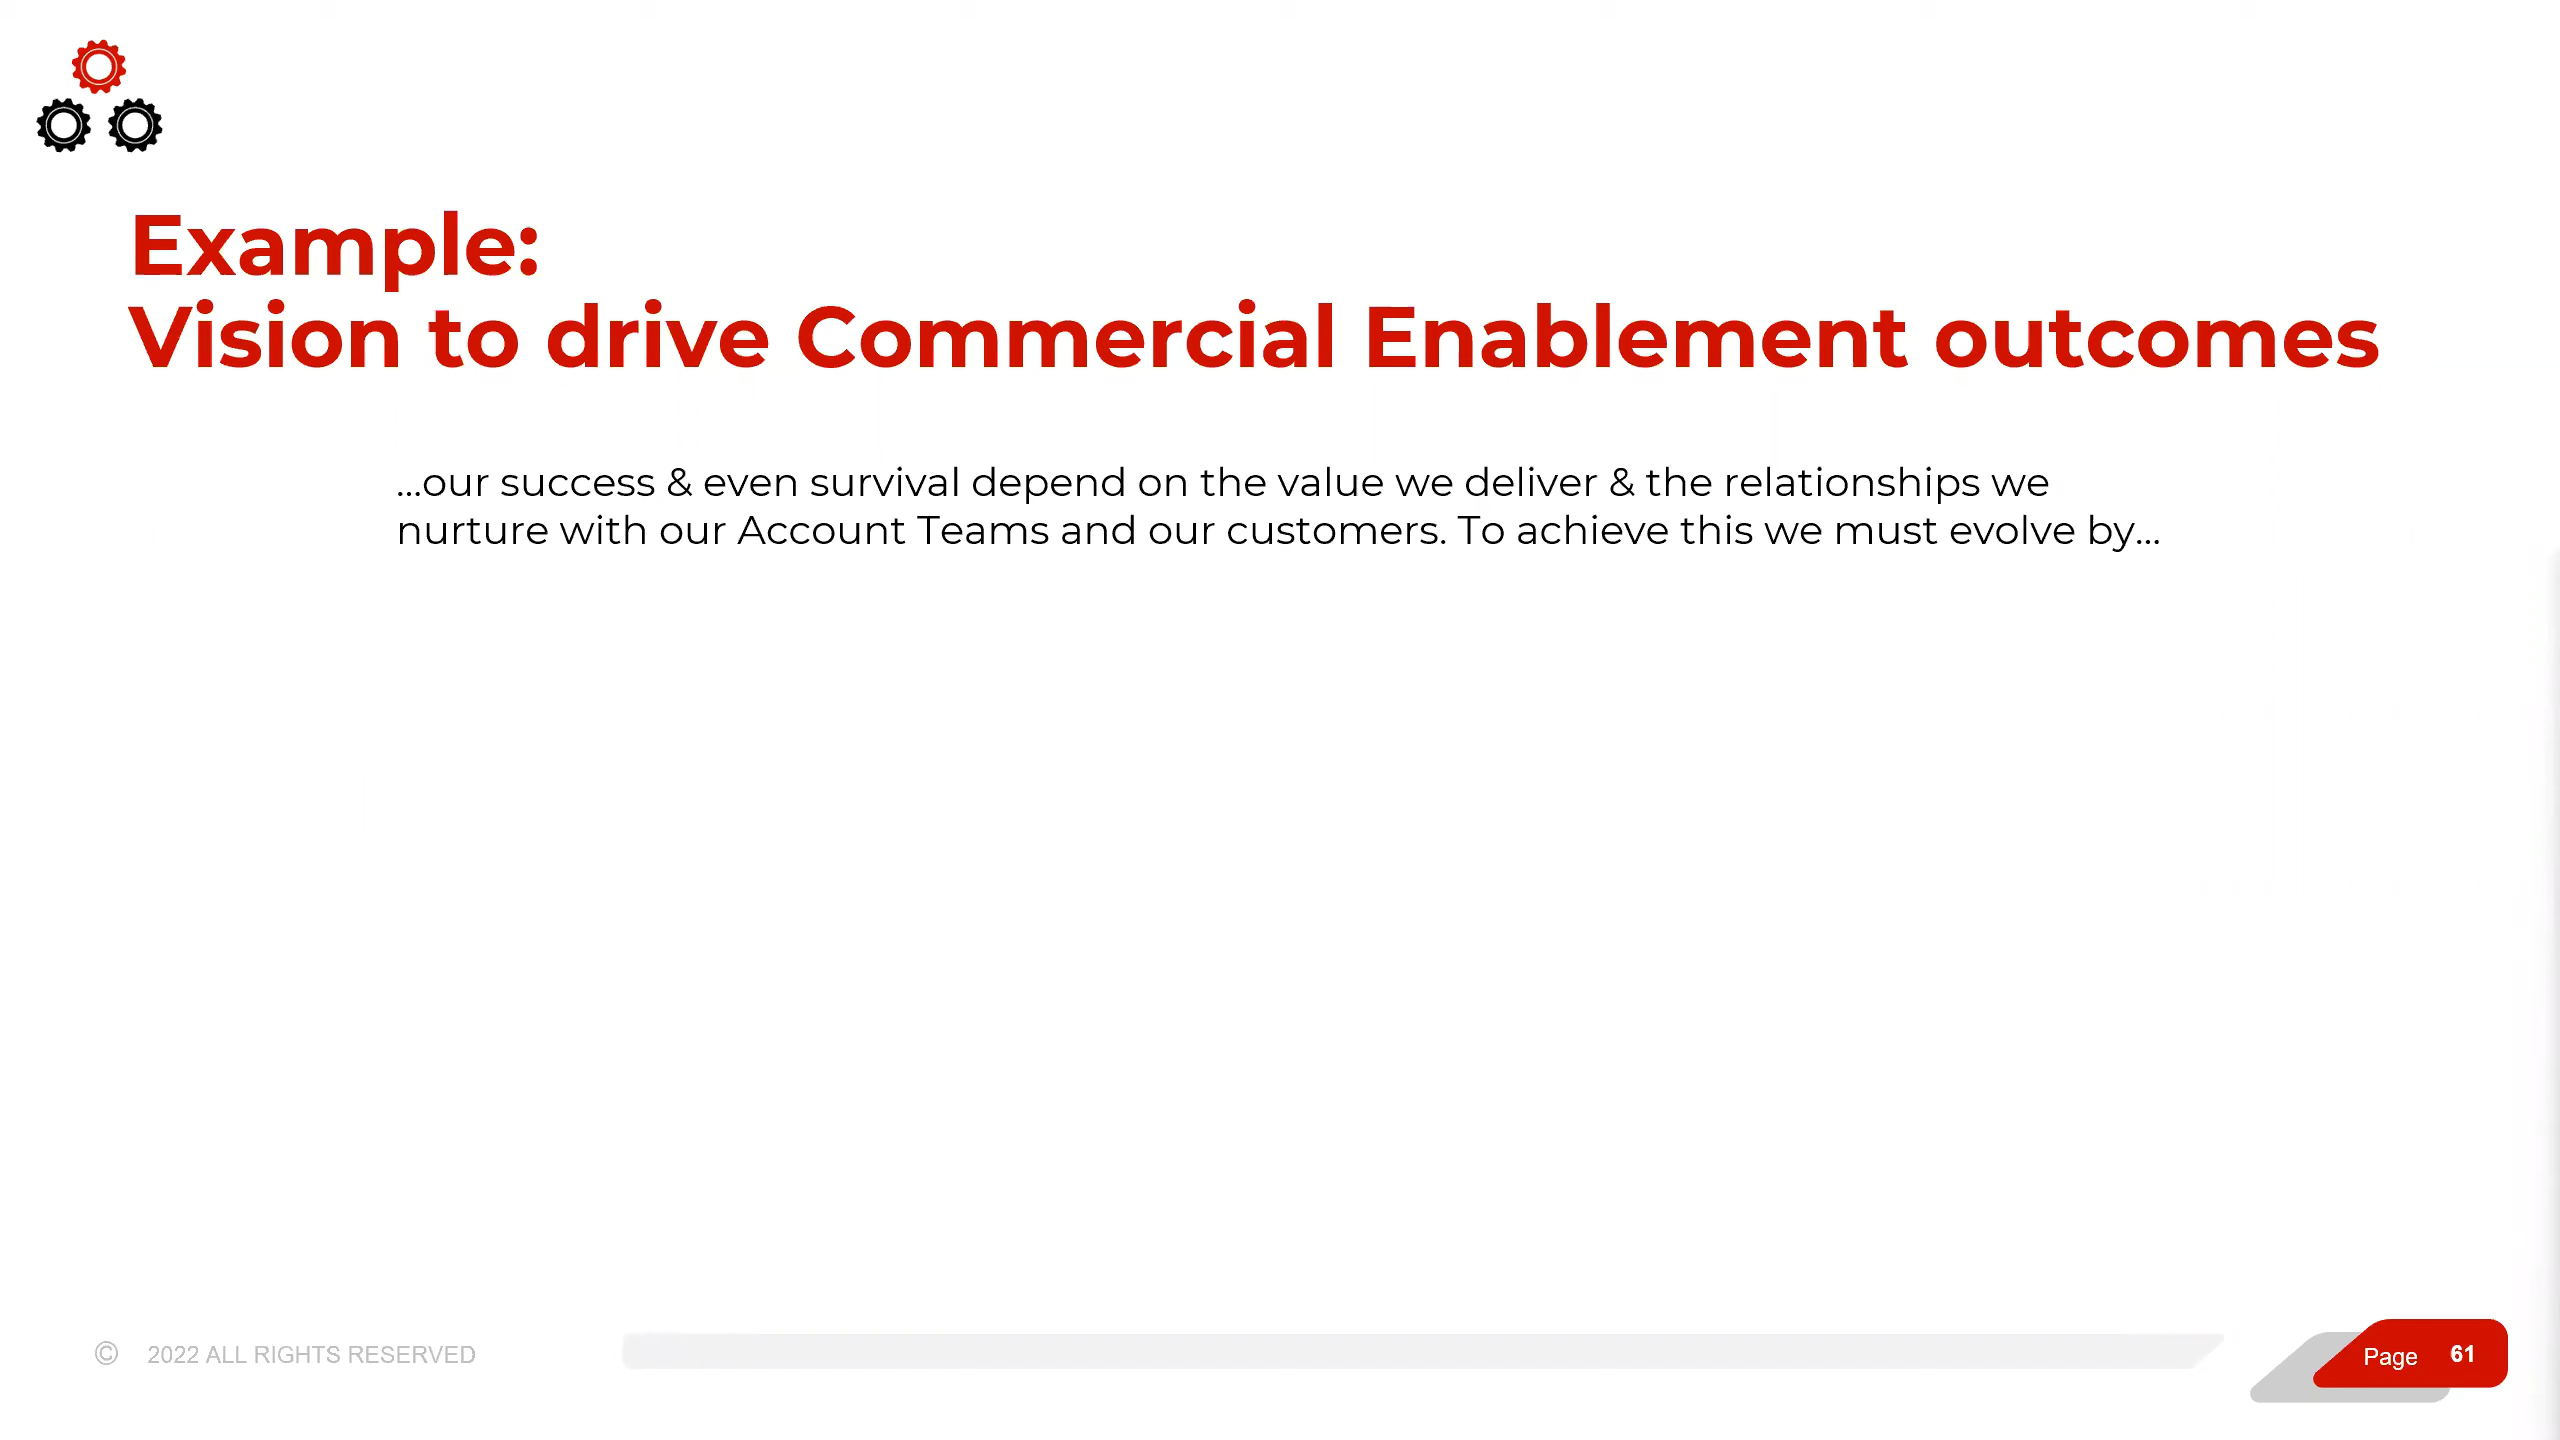 Example:
Vision to drive Commercial Enablement outcomes
...our success & even survival depend on the value we deliver & the relationships we
nurture with our Account Teams and our customers. To achieve this we must evolve by...
© 2022 ALL RIGHTS RESERVED
Page 61